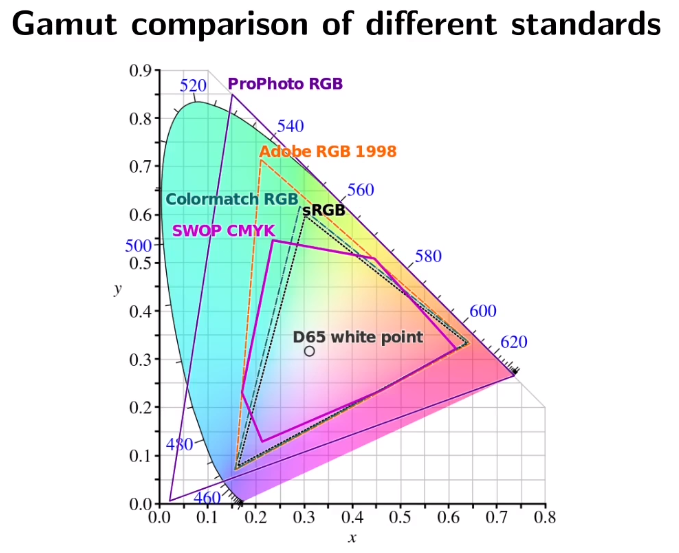 Gamut comparison of different standards
0.9
ProPhoto RGB
520
0.8
540
Adobe RGB 1998
0.7
560
Colormatch RGB
sRGB
0.6
SWOP CMYK
500
580
0.5
y
0.4
600
D65 white point
620
0.3
0.2
480
0.1
460
0.0
0.0 0.1 0.2 0.3 0.4 0.5 0.6 0.7 0.8
x